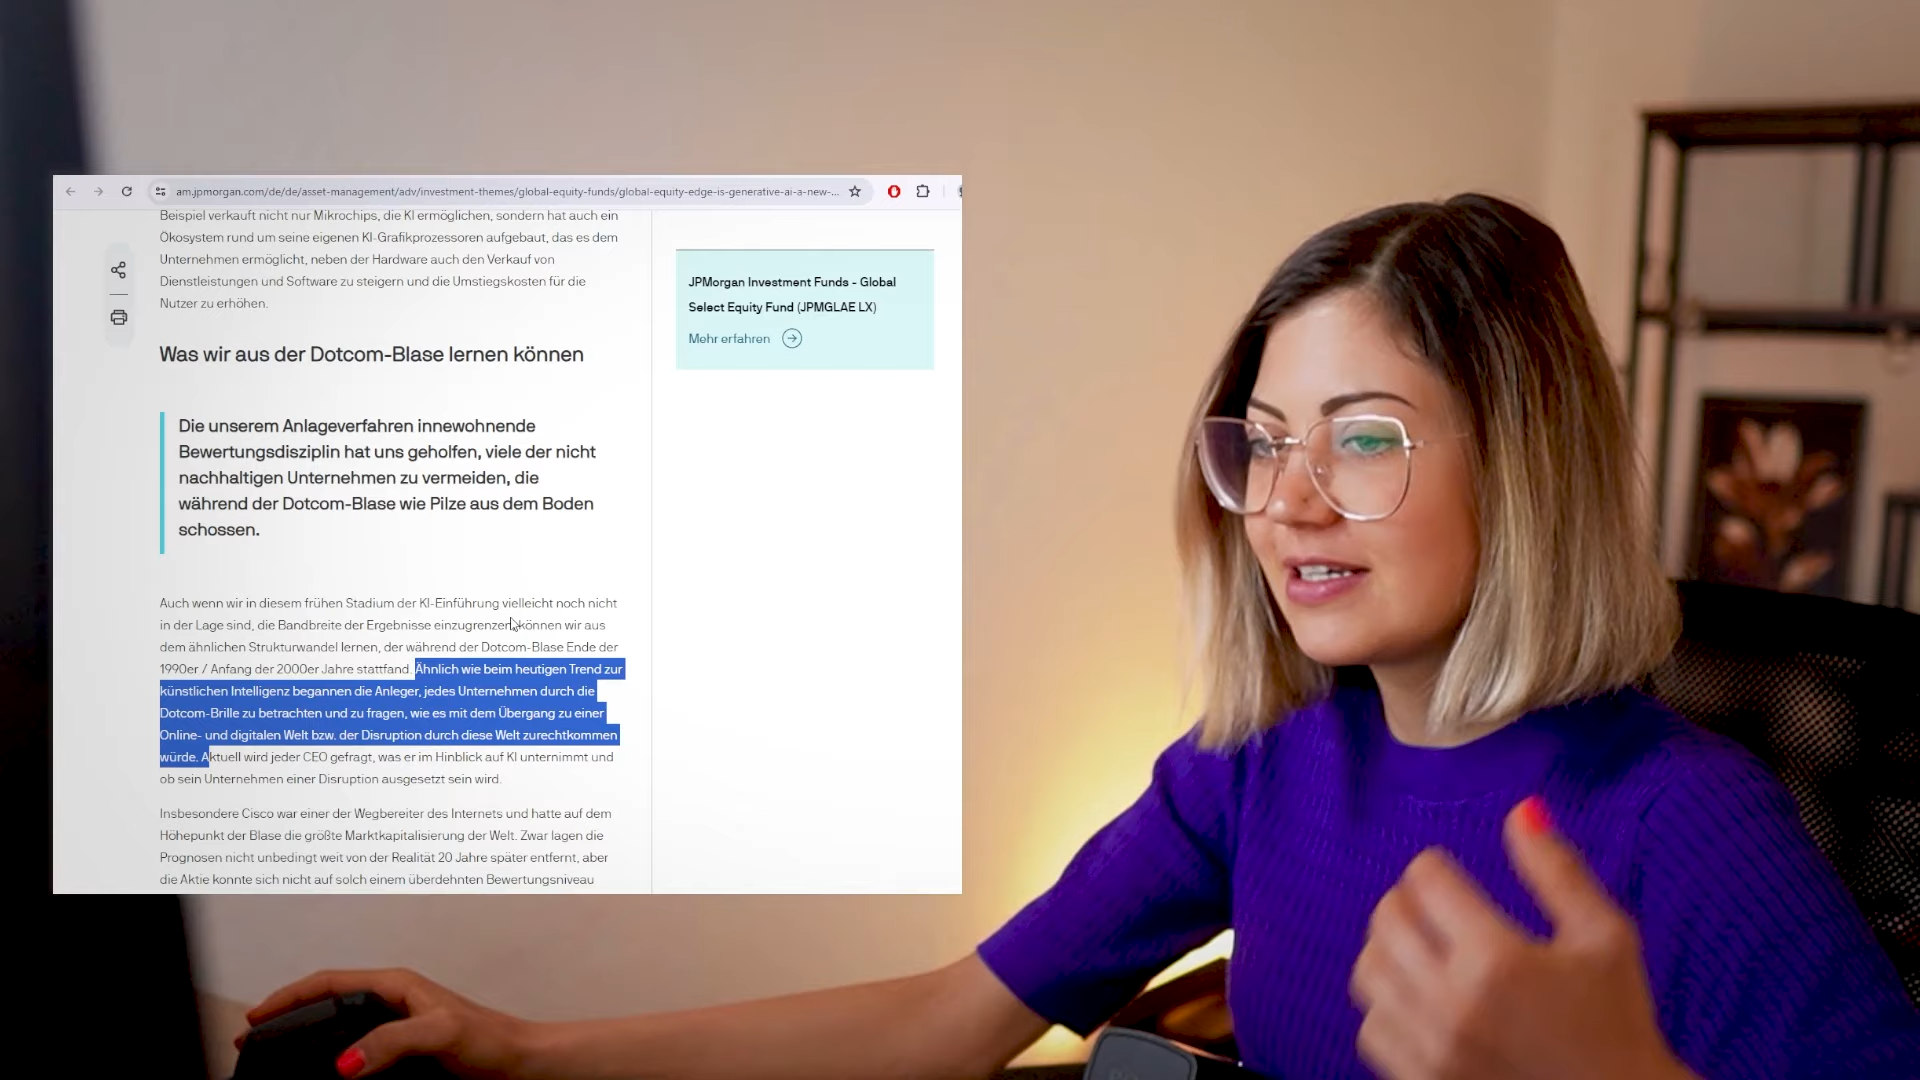 am.jpmorgan.com/de/de/asset-management/adv/investment-themes/global-equity-funds/global-equity-edge-is-generative-ai-a-new-...
Beispiel verkauft nicht nur Mikrochips, die KI ermöglichen, sondern hat auch ein
Ökosystem rund um seine eigenen KI-Grafikprozessoren aufgebaut, das es dem
Unternehmen ermöglicht, neben der Hardware auch den Verkauf von
Dienstleistungen und Software zu steigern und die Umstiegskosten für die
Nutzer zu erhöhen.
Was wir aus der Dotcom-Blase lernen können
Die unserem Anlageverfahren innewohnende
Bewertungsdisziplin hat uns geholfen, viele der nicht
nachhaltigen Unternehmen zu vermeiden, die
während der Dotcom-Blase wie Pilze aus dem Boden
schossen.
Auch wenn wir in diesem frühen Stadium der KI-Einführung vielleicht noch nicht
in der Lage sind, die Bandbreite der Ergebnisse einzugrenzen, können wir aus
dem ähnlichen Strukturwandel lernen, der während der Dotcom-Blase Ende der
1990er / Anfang der 2000er Jahre stattfand. Ähnlich wie beim heutigen Trend zur
künstlichen Intelligenz begannen die Anleger, jedes Unternehmen durch die
Dotcom-Brille zu betrachten und zu fragen, wie es mit dem Übergang zu einer
Online- und digitalen Welt bzw. der Disruption durch diese Welt zurechtkommen
würde. Aktuell wird jeder CEO gefragt, was er im Hinblick auf KI unternimmt und
ob sein Unternehmen einer Disruption ausgesetzt sein wird.
Insbesondere Cisco war einer der Wegbereiter des Internets und hatte auf dem
Höhepunkt der Blase die größte Marktkapitalisierung der Welt. Zwar lagen die
Prognosen nicht unbedingt weit von der Realität 20 Jahre später entfernt, aber
die Aktie konnte sich nicht auf solch einem überdehnten Bewertungsniveau
JPMorgan Investment Funds - Global
Select Equity Fund (JPMGLAE LX)
Mehr erfahren